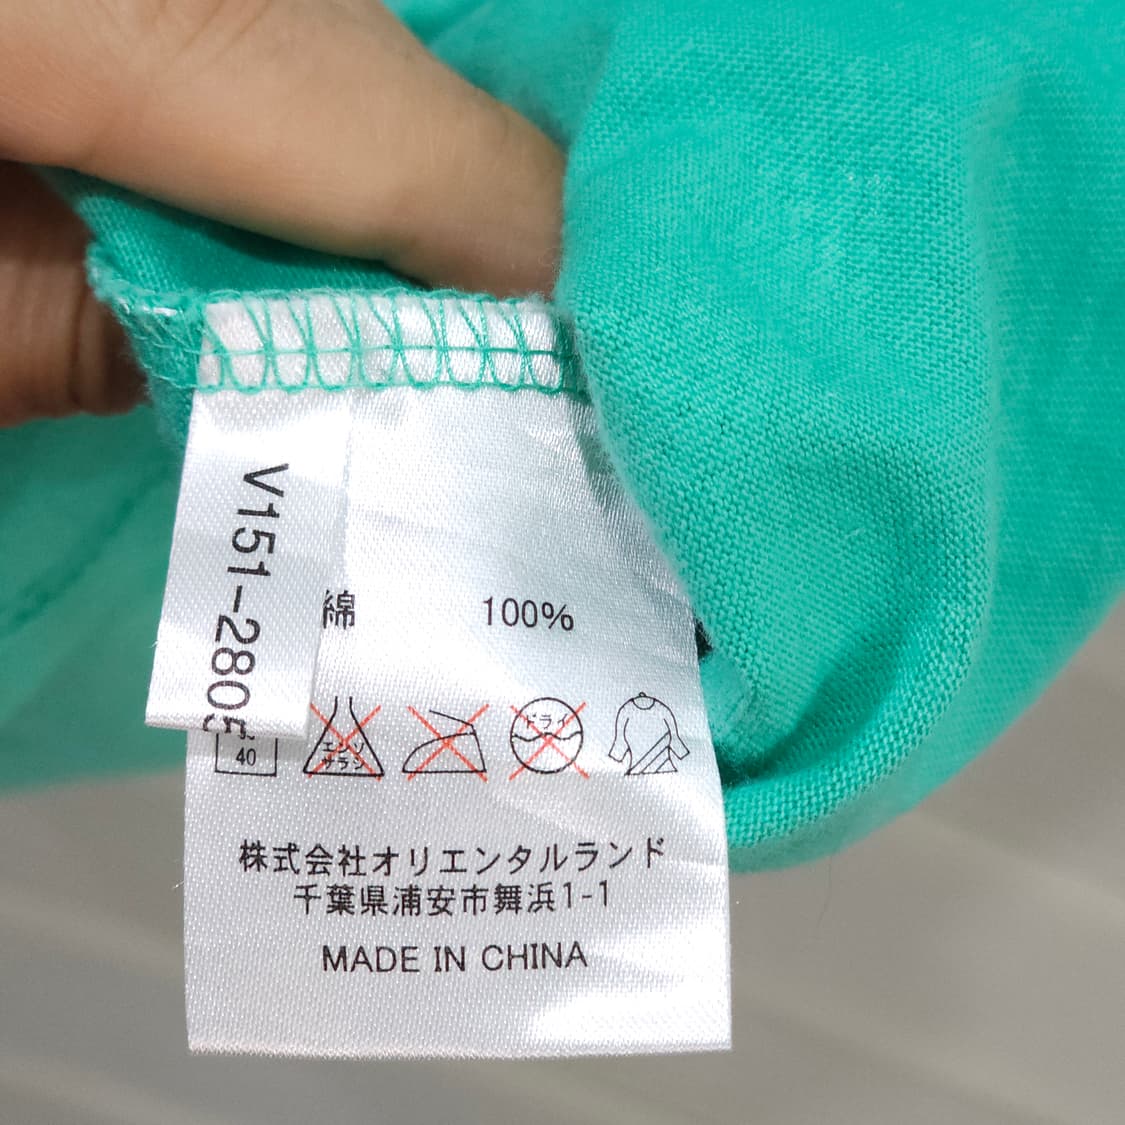 V151-2805
綿 100%
40
エンソ
サラシ
ドライ
株式会社オリエンタルランド
千葉県浦安市舞浜1-1
MADE IN CHINA